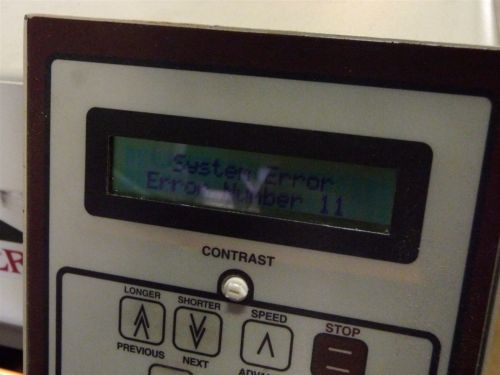 System Error
Error Number 11
CONTRAST
LONGER
SHORTER
SPEED
STOP
PREVIOUS
NEXT